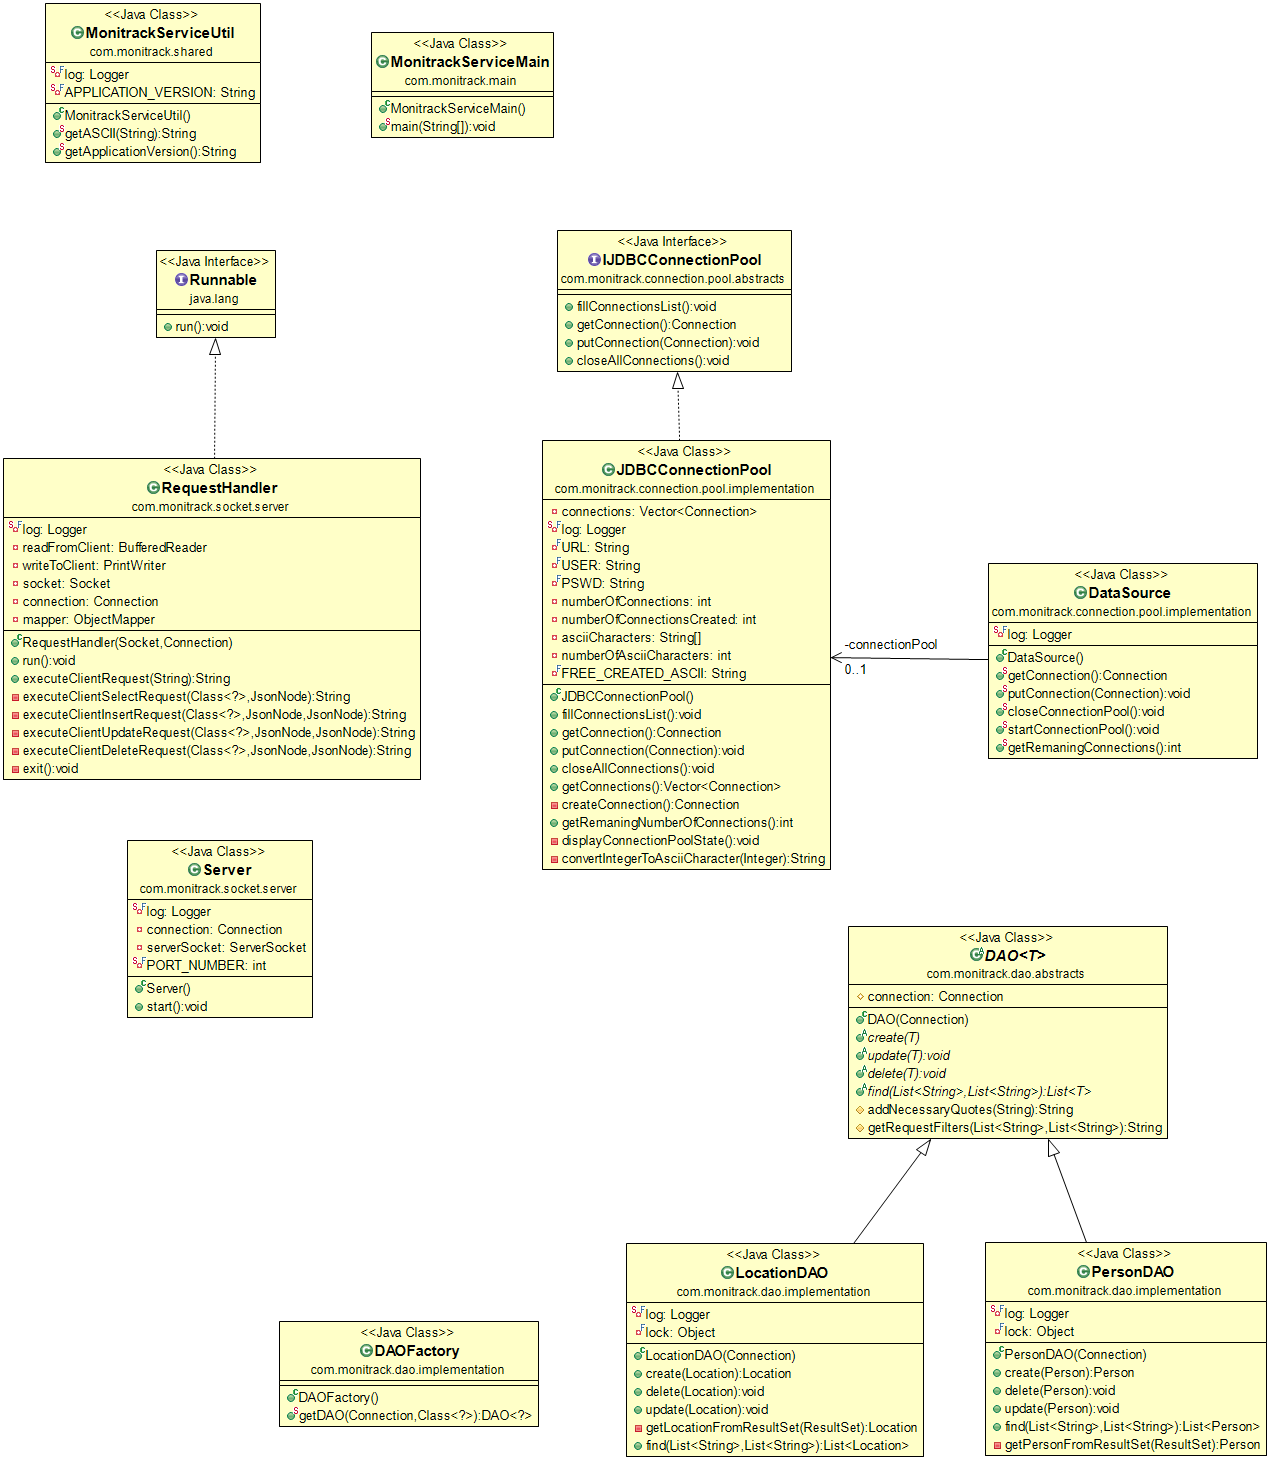 <<Java Class>>
MonitrackServiceUtil
com.monitrack.shared
log: Logger
APPLICATION_VERSION: String
MonitrackServiceUtil()
getASCII(String):String
getApplicationVersion():String
<<Java Class>>
MonitrackServiceMain
com.monitrack.main
MonitrackServiceMain()
main(String[]):void
<<Java Interface>>
Runnable
java.lang
run():void
<<Java Interface>>
IJDBCConnectionPool
com.monitrack.connection.pool.abstracts
fillConnectionsList():void
getConnection():Connection
putConnection(Connection):void
closeAllConnections():void
<<Java Class>>
RequestHandler
com.monitrack.socket.server
log: Logger
readFromClient: BufferedReader
writeToClient: PrintWriter
socket: Socket
connection: Connection
mapper: ObjectMapper
RequestHandler(Socket,Connection)
run():void
executeClientRequest(String):String
executeClientSelectRequest(Class<?>,JsonNode):String
executeClientInsertRequest(Class<?>,JsonNode,JsonNode):String
executeClientUpdateRequest(Class<?>,JsonNode,JsonNode):String
executeClientDeleteRequest(Class<?>,JsonNode,JsonNode):String
exit():void
<<Java Class>>
JDBCConnectionPool
com.monitrack.connection.pool.implementation
connections: Vector<Connection>
log: Logger
URL: String
USER: String
PSWD: String
numberOfConnections: int
numberOfConnectionsCreated: int
asciiCharacters: String[]
numberOfAsciiCharacters: int
FREE_CREATED_ASCII: String
JDBCConnectionPool()
fillConnectionsList():void
getConnection():Connection
putConnection(Connection):void
closeAllConnections():void
getConnections():Vector<Connection>
createConnection():Connection
getRemaningNumberOfConnections():int
displayConnectionPoolState():void
convertIntegerToAsciiCharacter(Integer):String
-connectionPool
0..1
<<Java Class>>
DataSource
com.monitrack.connection.pool.implementation
log: Logger
DataSource()
getConnection():Connection
putConnection(Connection):void
closeConnectionPool():void
startConnectionPool():void
getRemaningConnections():int
<<Java Class>>
Server
com.monitrack.socket.server
log: Logger
connection: Connection
serverSocket: ServerSocket
PORT_NUMBER: int
Server()
start():void
<<Java Class>>
DAO<T>
com.monitrack.dao.abstracts
connection: Connection
DAO(Connection)
create(T)
update(T):void
delete(T):void
find(List<String>,List<String>):List<T>
addNecessaryQuotes(String):String
getRequestFilters(List<String>,List<String>):String
<<Java Class>>
LocationDAO
com.monitrack.dao.implementation
log: Logger
lock: Object
LocationDAO(Connection)
create(Location):Location
delete(Location):void
update(Location):void
getLocationFromResultSet(ResultSet):Location
find(List<String>,List<String>):List<Location>
<<Java Class>>
PersonDAO
com.monitrack.dao.implementation
log: Logger
lock: Object
PersonDAO(Connection)
create(Person):Person
delete(Person):void
update(Person):void
find(List<String>,List<String>):List<Person>
getPersonFromResultSet(ResultSet):Person
<<Java Class>>
DAOFactory
com.monitrack.dao.implementation
DAOFactory()
getDAO(Connection,Class<?>):DAO<?>